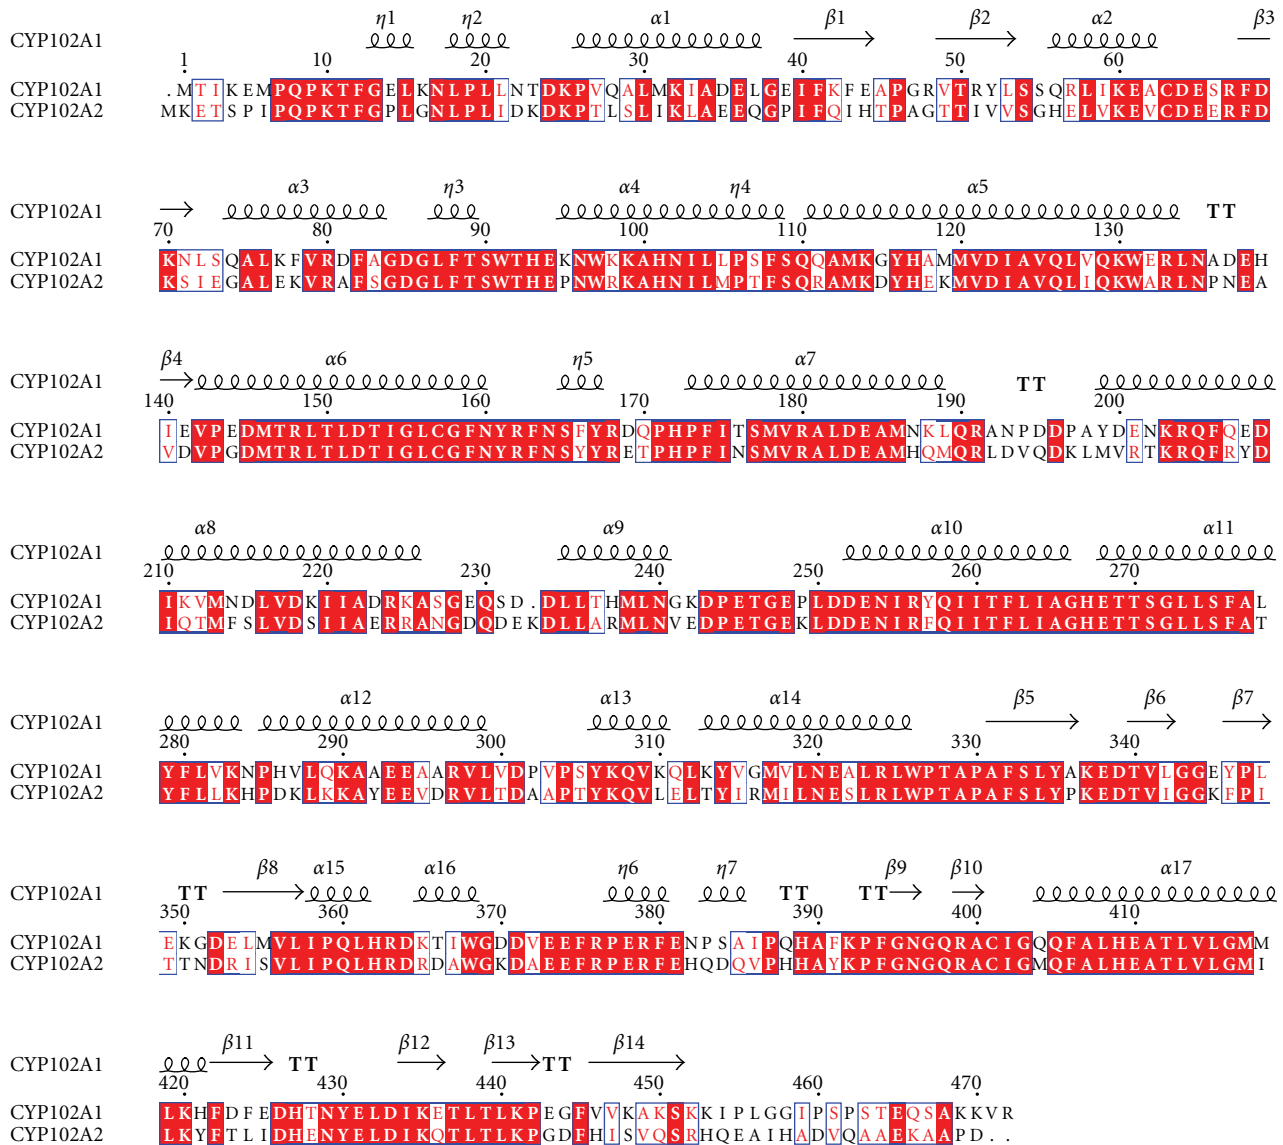 η1 η2 α1 β1 β2 α2 β3
CYP102A1
1 10 20 30 40 50 60
CYP102A1 .MTIKEMPQPKTFGELKNLPLLNTDKPVQALMKIADELGEIFKFEAPGRVTRYLSSQRLIKEACDESRFD
CYP102A2 MKETSPIPQPKTFGPLGNLPLIDKDKPTLSLIKLAEEQGPIFQIHTPAGTTIVVSGHELVKEVCDEERFD
α3 η3 α4 η4 α5
CYP102A1 TT
70 80 90 100 110 120 130
CYP102A1 KNLSQALKFVRDFAGDGLFTSWTHEKNWKKAHNILLPSFSQQAMKGYHAMMVDIAVQLVQKWERLNADEH
CYP102A2 KSIEGALEKVRAFSGDGLFTSWTHEPNWRKAHNILMPTFSQRAMKDYHEKMVDIAVQLIQKWARLNPNEA
β4 α6 η5 α7
CYP102A1 TT
140 150 160 170 180 190 200
CYP102A1 IEVPEDMTRLTLDTIGLCGFNYRFNSFYRDQPHPFITSMVRALDEAMNKLQRANPDDPAYDENKRQFQED
CYP102A2 VDVPGDMTRLTLDTIGLCGFNYRFNSYYRETPHPFINSMVRALDEAMHQMQRLDVQDKLMVRTKRQFRYD
α8 α9 α10 α11
CYP102A1
210 220 230 240 250 260 270
CYP102A1 IKVMNDLVDKIIADRKASGEQSD.DLLTHMLNGKDPETGEPLDDENIRYQIITFLIAGHETTSGLLSFAL
CYP102A2 IQTMFSLVDSIIAERRANGDQDEKDLLARMLNVEDPETGEKLDDENIRFQIITFLIAGHETTSGLLSFAT
α12 α13 α14 β5 β6 β7
CYP102A1
280 290 300 310 320 330 340
CYP102A1 YFLVKNPHVLQKAAEEAARVLVDPVPSYKQVKQLKYVGMVLNEALRLWPTAPAFSLYAKEDTVLGGEYPL
CYP102A2 YFLLKHPDKLKKAYEEVDRVLTDAAPTYKQVLELTYIRMILNESLRLWPTAPAFSLYPKEDTVIGGKFPI
β8 α15 α16 η6 η7 β9 β10 α17
CYP102A1 TT TT TT
350 360 370 380 390 400 410
CYP102A1 EKGDELMVLIPQLHRDKTIWGDDVEEFRPERFENPSAIPQHAFKPFGNGQRACIGQQFALHEATLVLGMM
CYP102A2 TTNDRISVLIPQLHRDRDAWGKDAEEFRPERFEHQDQVPHHAYKPFGNGQRACIGMQFALHEATLVLGMI
β11 β12 β13 β14
CYP102A1 TT TT
420 430 440 450 460 470
CYP102A1 LKHFDFEDHTNYELDIKETLTLKPEGFVVKAKSKKIPLGGIPSPSTEQSAKKVR
CYP102A2 LKYFTLIDHENYELDIKQTLTLKPGDFHISVQSRHQEAIHADVQAAEKAAPD..